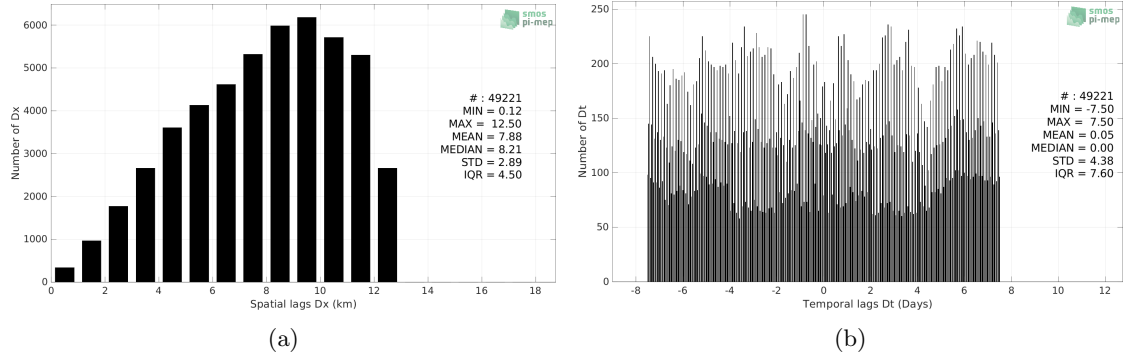 6000
5000
4000
3000
2000
1000
0
Number of Dx
0 2 4 6 8 10 12 14 16 18
Spatial lags Dx (km)
smos
pi-mep
# : 49221
MIN = 0.12
MAX = 12.50
MEAN = 7.88
MEDIAN = 8.21
STD = 2.89
IQR = 4.50
(a)
250
200
150
100
50
0
Number of Dt
-8 -6 -4 -2 0 2 4 6 8 10 12
Temporal lags Dt (Days)
smos
pi-mep
# : 49221
MIN = -7.50
MAX = 7.50
MEAN = 0.05
MEDIAN = 0.00
STD = 4.38
IQR = 7.60
(b)